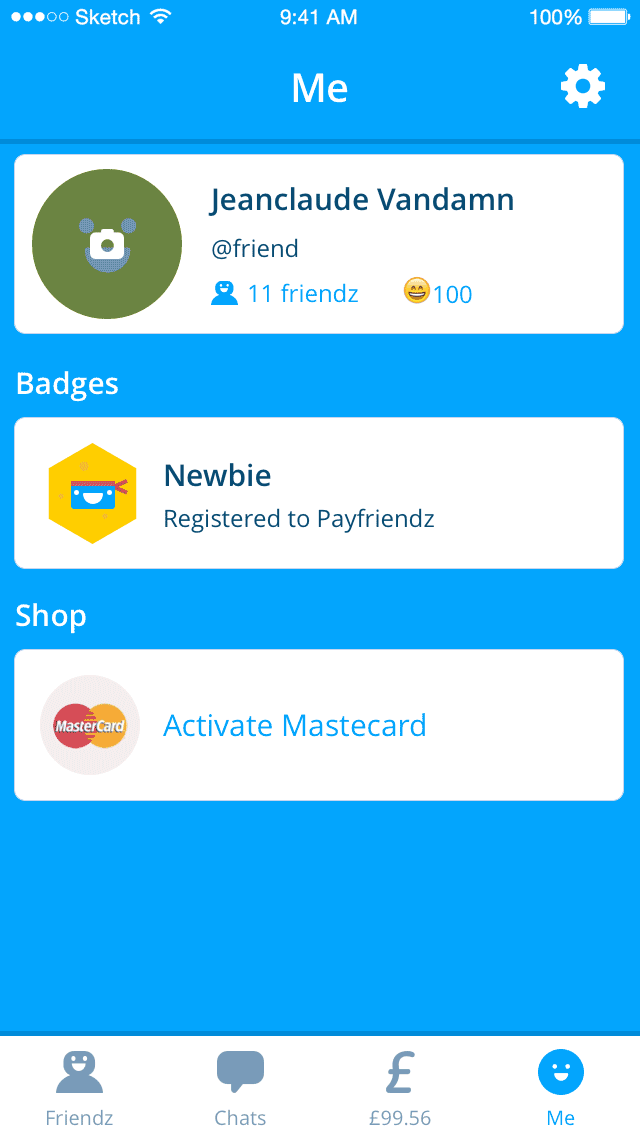 Sketch 9:41 AM 100%
Me
Jeanclaude Vandamn
@friend
11 friendz 100
Badges
Newbie
Registered to Payfriendz
Shop
MasterCard
Activate Mastecard
Friendz Chats £99.56 Me